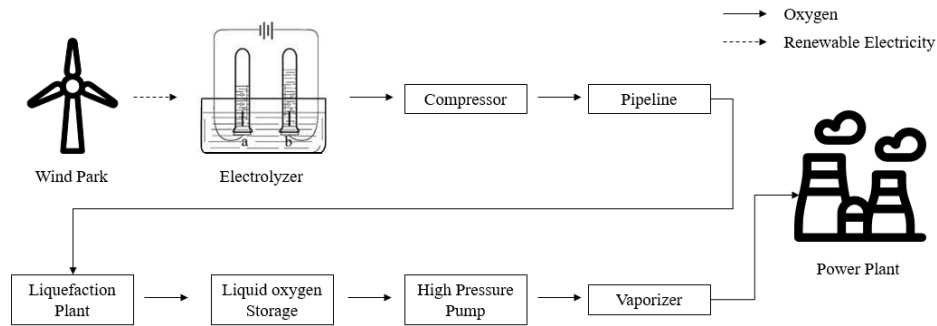 Oxygen
Renewable Electricity
Compressor
Pipeline
a
b
Wind Park
Electrolyzer
Power Plant
Liquefaction
Plant
Liquid oxygen
Storage
High Pressure
Pump
Vaporizer